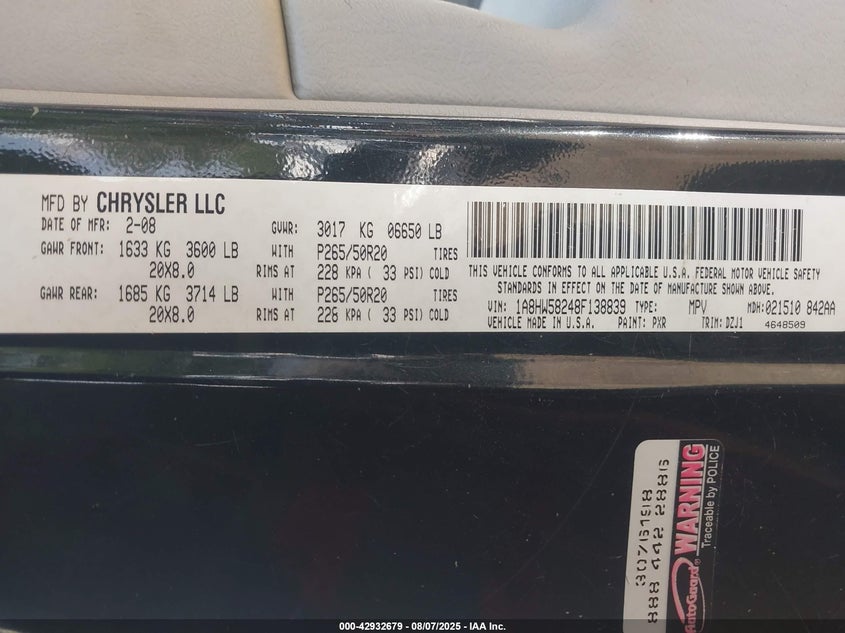 MFD BY CHRYSLER LLC
DATE OF MFR: 2-08 GVWR: 3017 KG 06650 LB
GAWR FRONT: 1633 KG 3600 LB WITH P265/50R20 TIRES
20X8.0 RIMS AT 228 KPA ( 33 PSI) COLD
GAWR REAR: 1685 KG 3714 LB WITH P265/50R20 TIRES
20X8.0 RIMS AT 228 KPA ( 33 PSI) COLD
THIS VEHICLE CONFORMS TO ALL APPLICABLE U.S.A. FEDERAL MOTOR VEHICLE SAFETY
STANDARDS IN EFFECT ON THE DATE OF MANUFACTURE SHOWN ABOVE.
VIN: 1A8HW58248F138839 TYPE: MPV MDH: 021510 842AA
VEHICLE MADE IN U.S.A. PAINT: PXR TRIM: DZJ1 4648509
30761918
888 442 2886
AutoGuard® WARNING
Traceable by POLICE
000-42932679 - 08/07/2025 - IAA Inc.